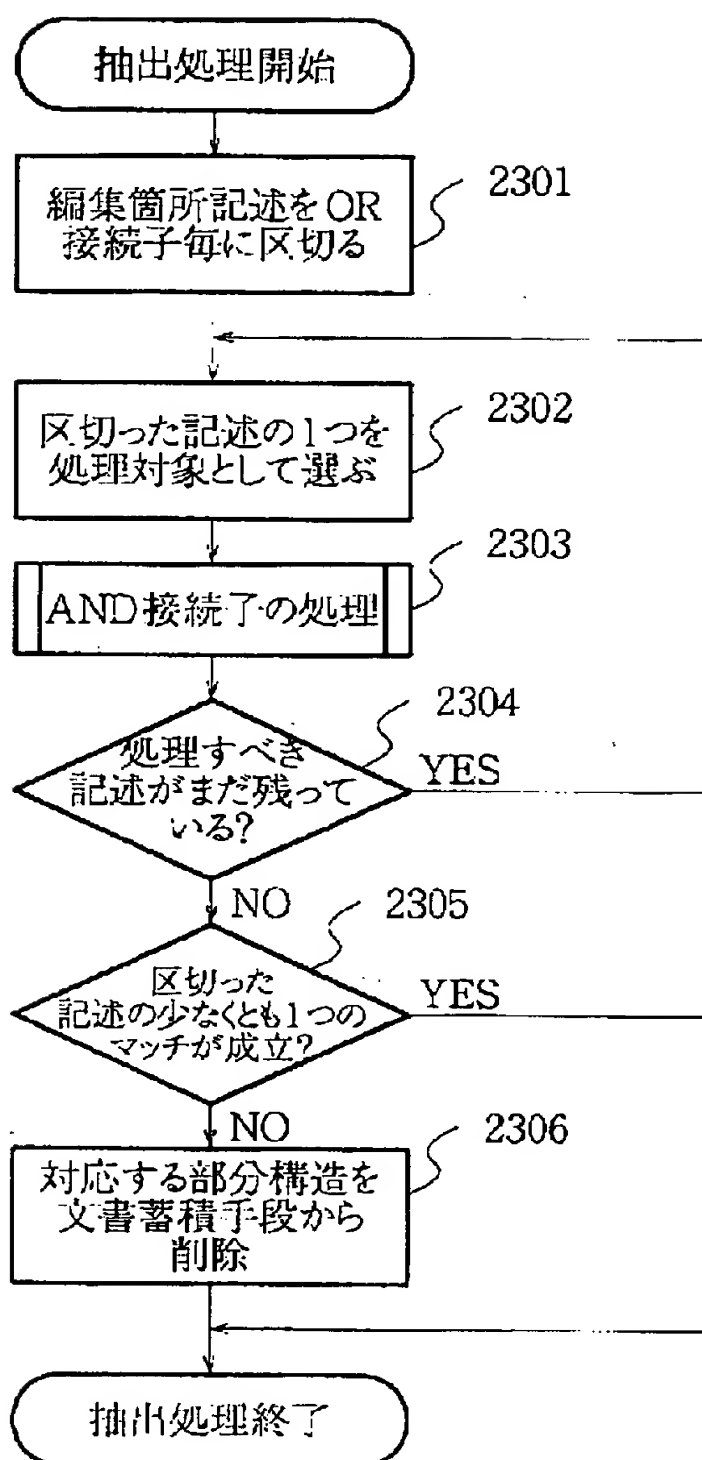 抽出処理開始
編集箇所記述をOR
接続子毎に区切る
2301
区切った記述の1つを
処理対象として選ぶ
2302
AND接続了の処理
2303
処理すべき
記述がまだ残って
いる?
2304
YES
NO
区切った
記述の少なくとも1つの
マッチが成立?
2305
YES
NO
対応する部分構造を
文書蓄積手段から
削除
2306
抽出処理終了